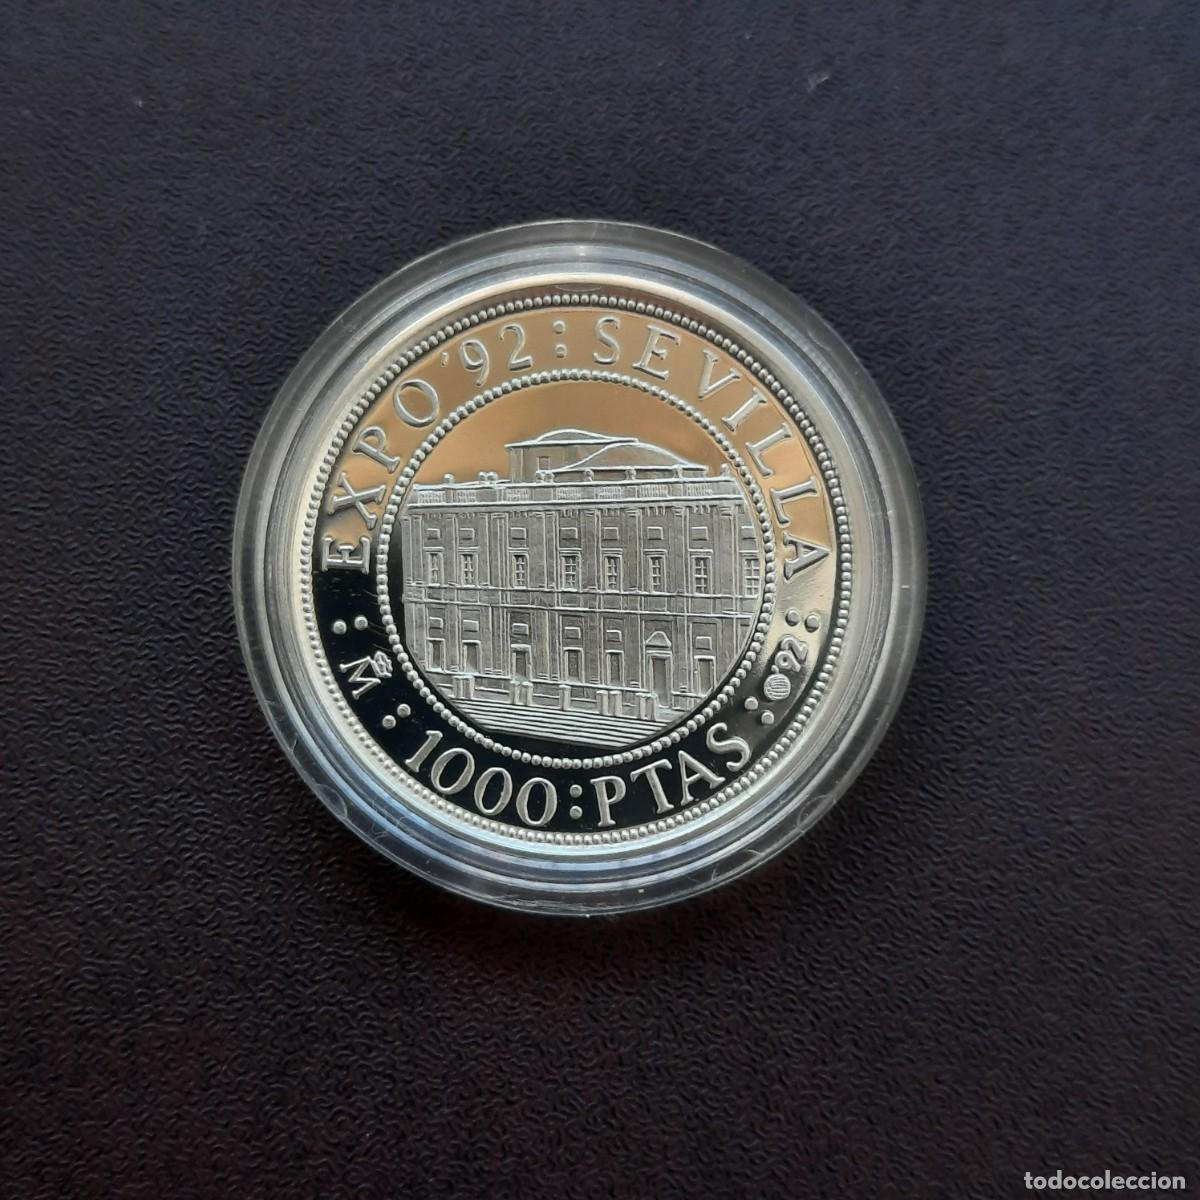 EXPO '92 : SEVILLA
M
1000 : PTAS
'92
todocoleccion